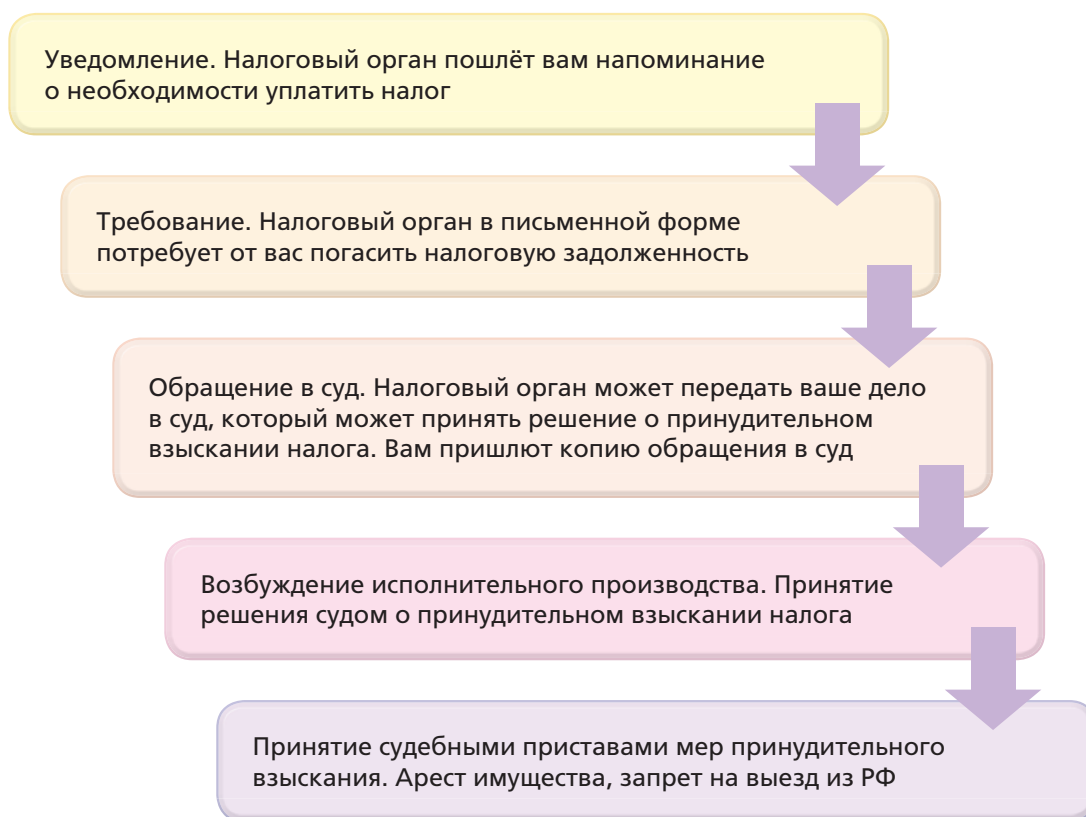 Уведомление. Налоговый орган пошлёт вам напоминание
о необходимости уплатить налог
Требование. Налоговый орган в письменной форме
потребует от вас погасить налоговую задолженность
Обращение в суд. Налоговый орган может передать ваше дело
в суд, который может принять решение о принудительном
взыскании налога. Вам пришлют копию обращения в суд
Возбуждение исполнительного производства. Принятие
решения судом о принудительном взыскании налога
Принятие судебными приставами мер принудительного
взыскания. Арест имущества, запрет на выезд из РФ